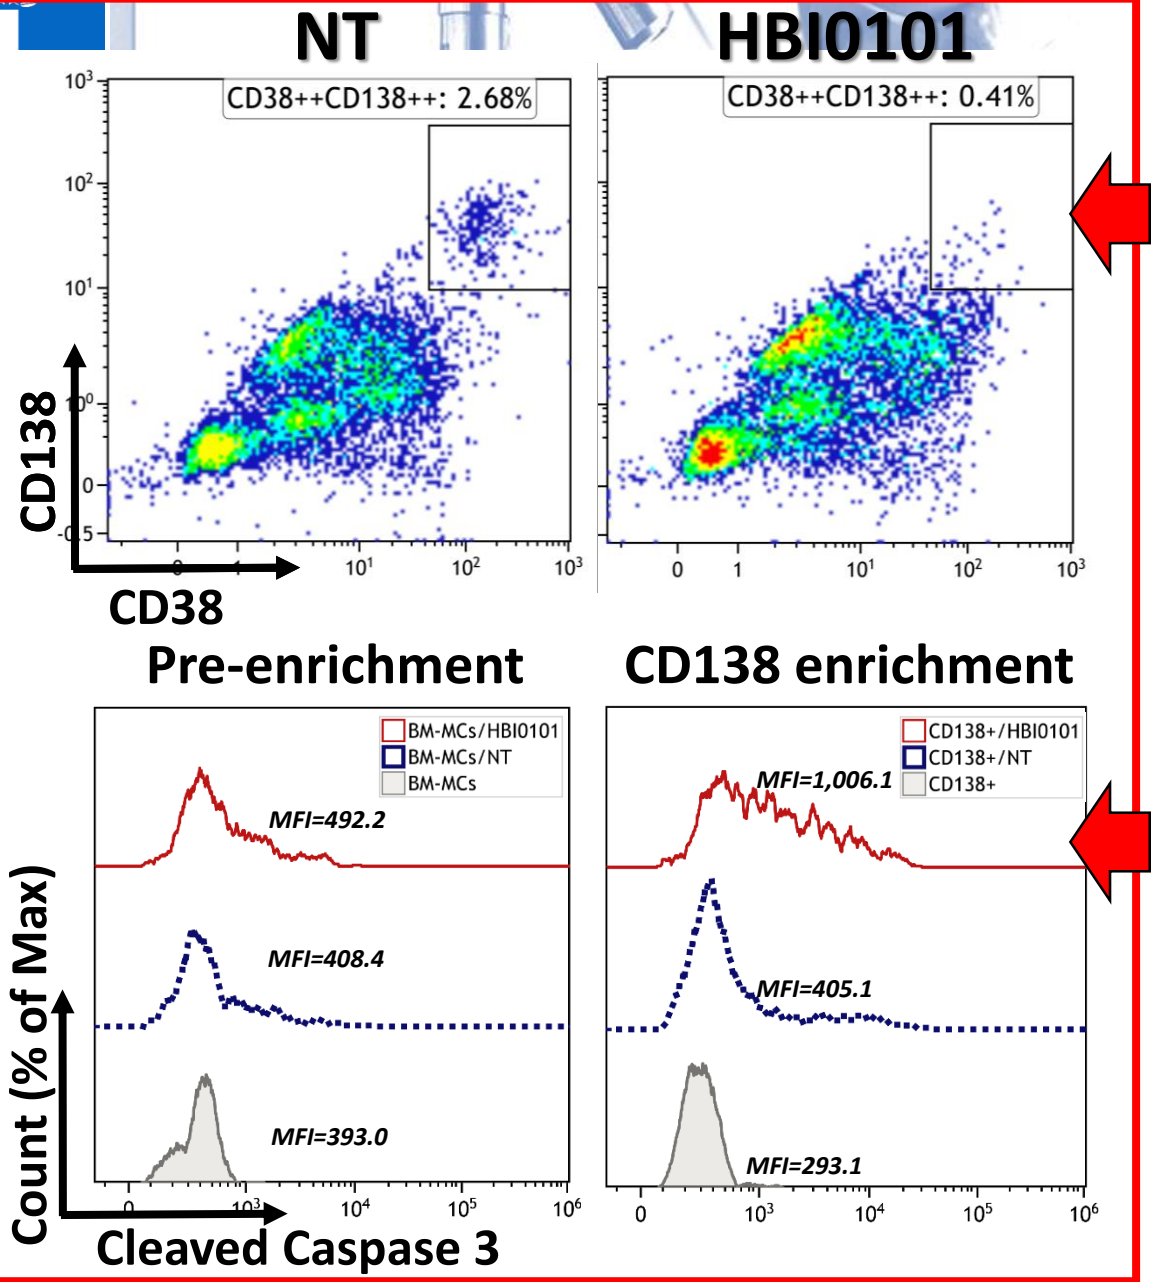 NT
HBI0101
CD38++CD138++: 2.68%
CD38++CD138++: 0.41%
10³
10²
10¹
10⁰
0
-0.5
CD138
0 1 10¹ 10² 10³
0 1 10¹ 10² 10³
CD38
Pre-enrichment
CD138 enrichment
BM-MCs/HBI0101
BM-MCs/NT
BM-MCs
MFI=492.2
MFI=408.4
MFI=393.0
CD138+/HBI0101
CD138+/NT
CD138+
MFI=1,006.1
MFI=405.1
MFI=293.1
Count (% of Max)
0 10³ 10⁴ 10⁵ 10⁶
0 10³ 10⁴ 10⁵ 10⁶
Cleaved Caspase 3